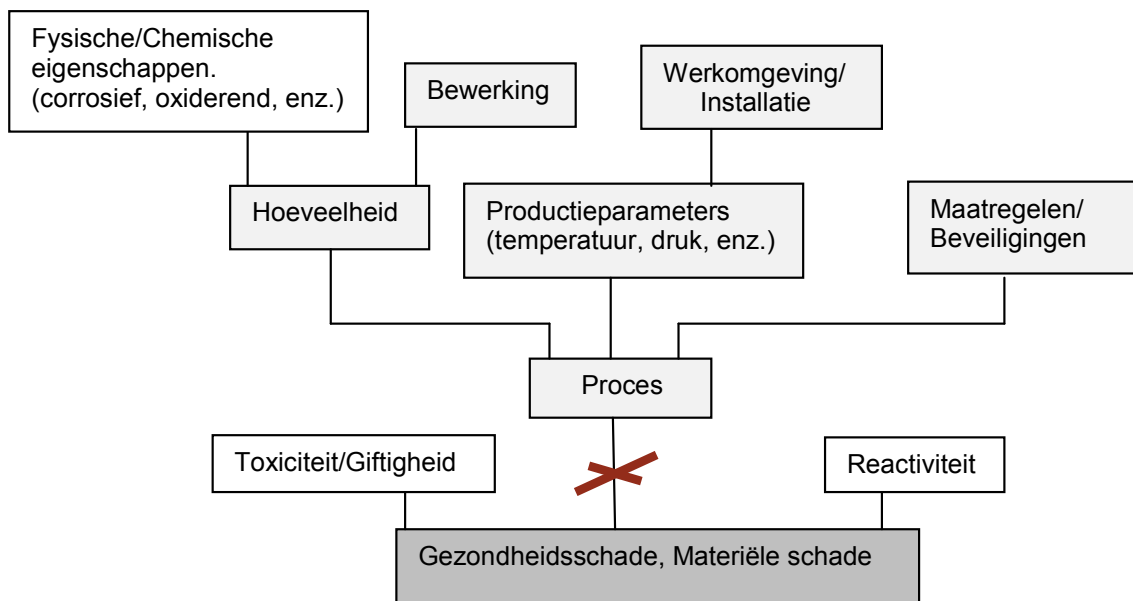 Fysische/Chemische
eigenschappen.
(corrosief, oxiderend, enz.)
Bewerking
Werkomgeving/
Installatie
Hoeveelheid
Productieparameters
(temperatuur, druk, enz.)
Maatregelen/
Beveiligingen
Proces
Toxiciteit/Giftigheid
Reactiviteit
Gezondheidsschade, Materiële schade